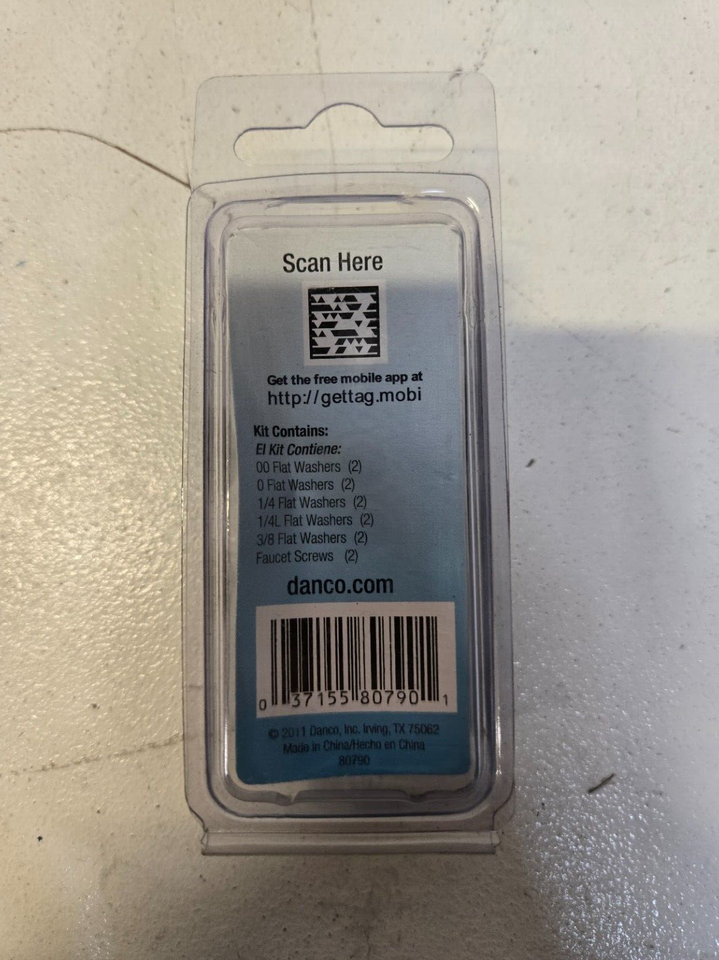 Scan Here
Get the free mobile app at
http://gettag.mobi
Kit Contains:
El Kit Contiene:
00 Flat Washers (2)
0 Flat Washers (2)
1/4 Flat Washers (2)
1/4L Flat Washers (2)
3/8 Flat Washers (2)
Faucet Screws (2)
danco.com
0 37155 80790 1
© 2011 Danco, Inc. Irving, TX 75062
Made in China/Hecho en China
80790